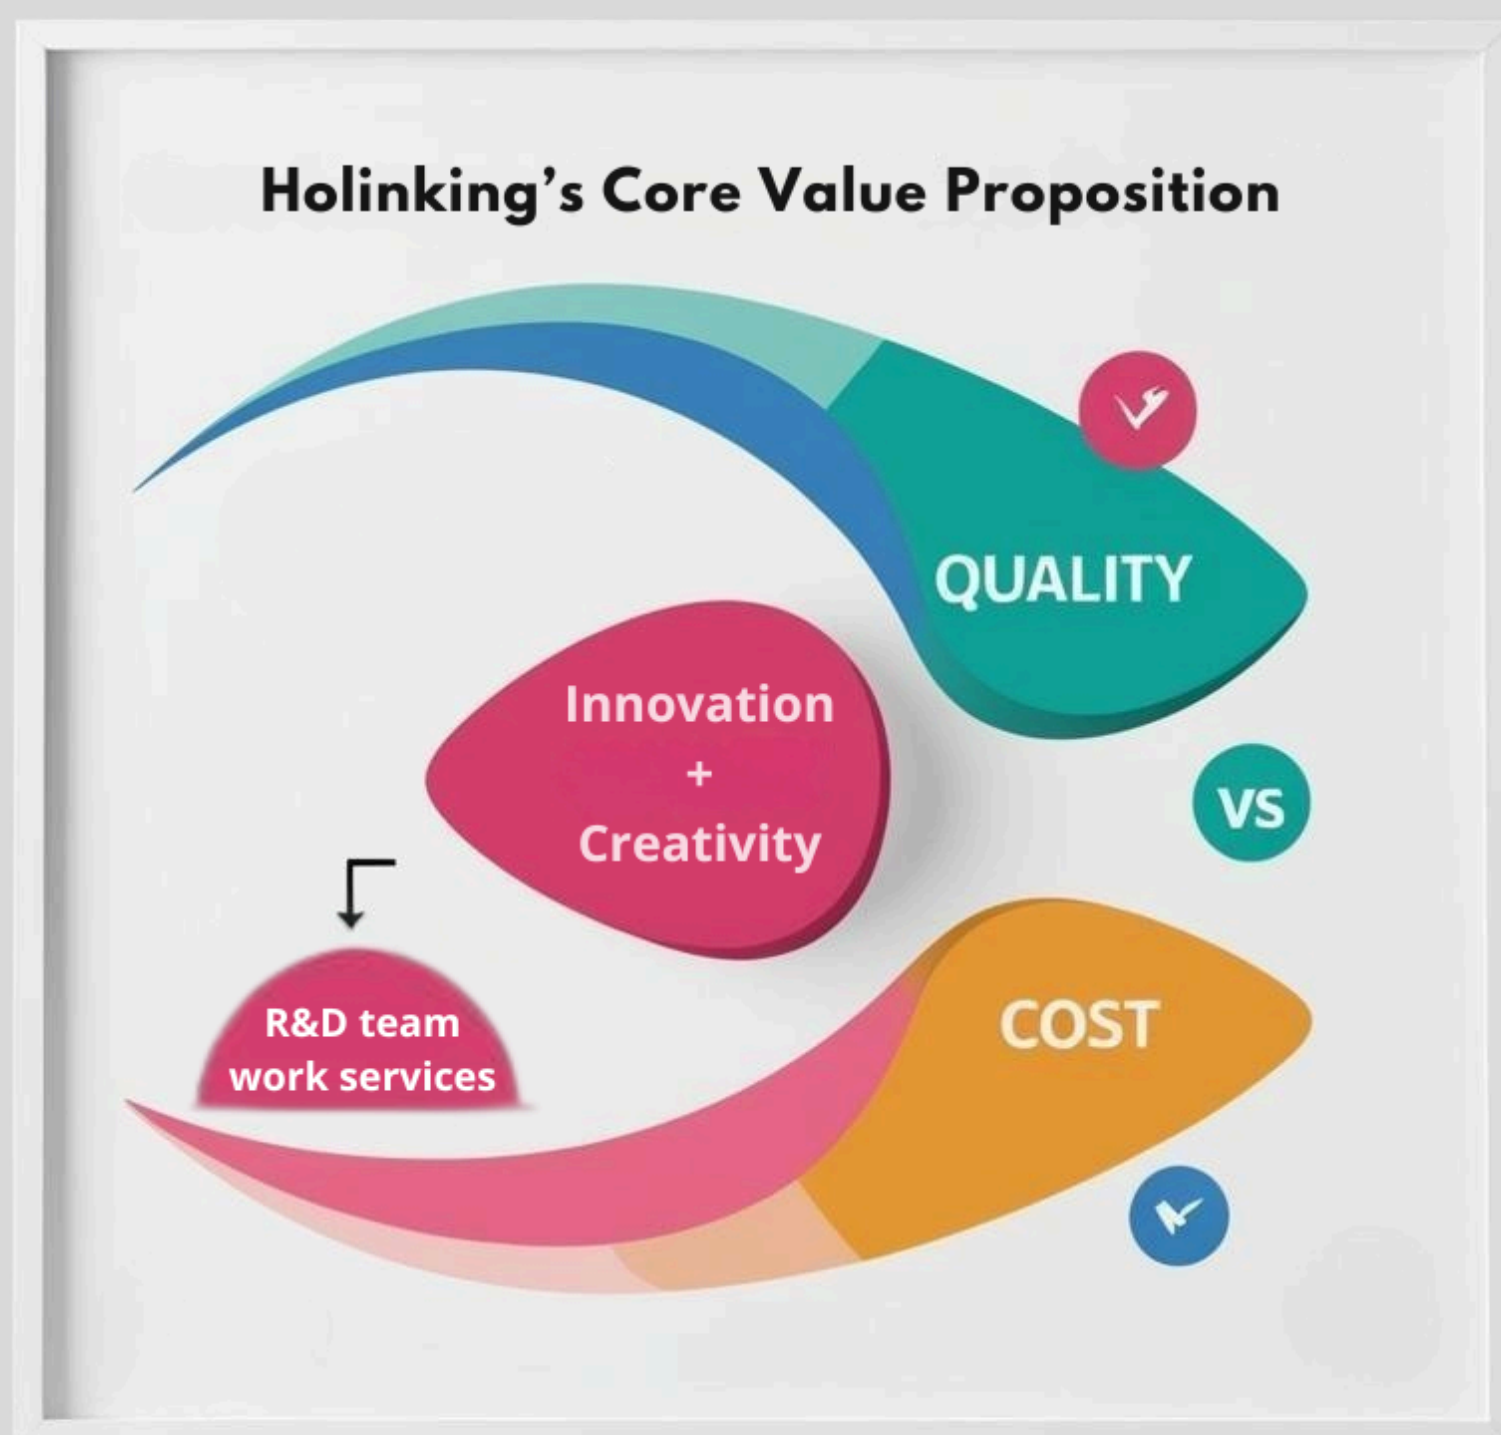 Holinking’s Core Value Proposition
QUALITY
Innovation
+
Creativity
VS
R&D team
work services
COST